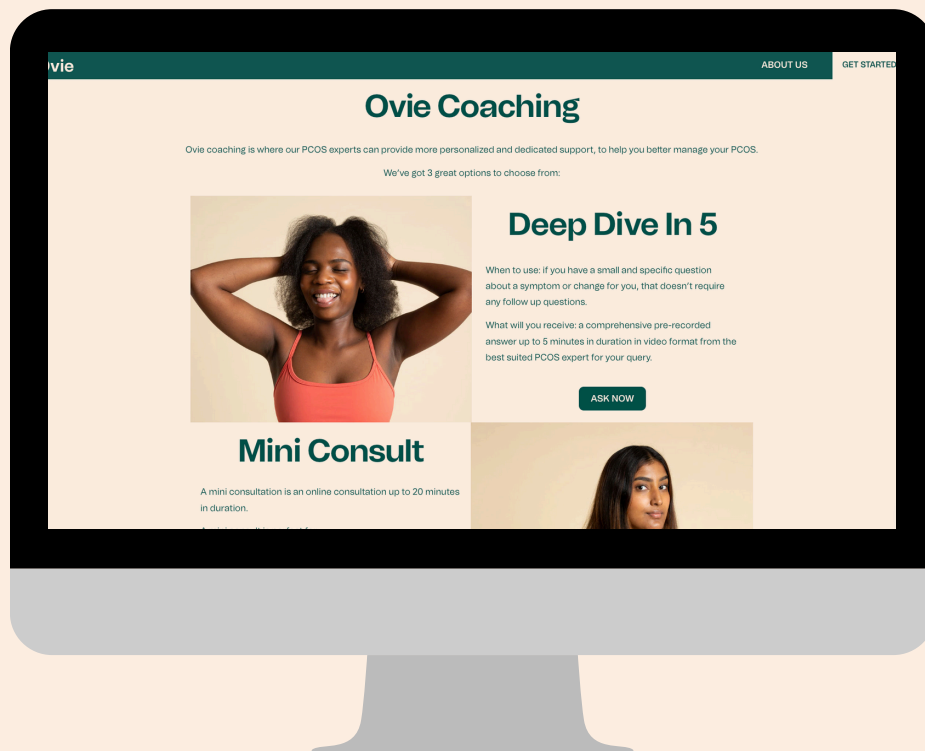 vie
ABOUT US
GET STARTED
Ovie Coaching
Ovie coaching is where our PCOS experts can provide more personalized and dedicated support, to help you better manage your PCOS.
We've got 3 great options to choose from:
Deep Dive In 5
When to use: if you have a small and specific question
about a symptom or change for you, that doesn't require
any follow up questions.
What will you receive: a comprehensive pre-recorded
answer up to 5 minutes in duration in video format from the
best suited PCOS expert for your query.
ASK NOW
Mini Consult
A mini consultation is an online consultation up to 20 minutes
in duration.